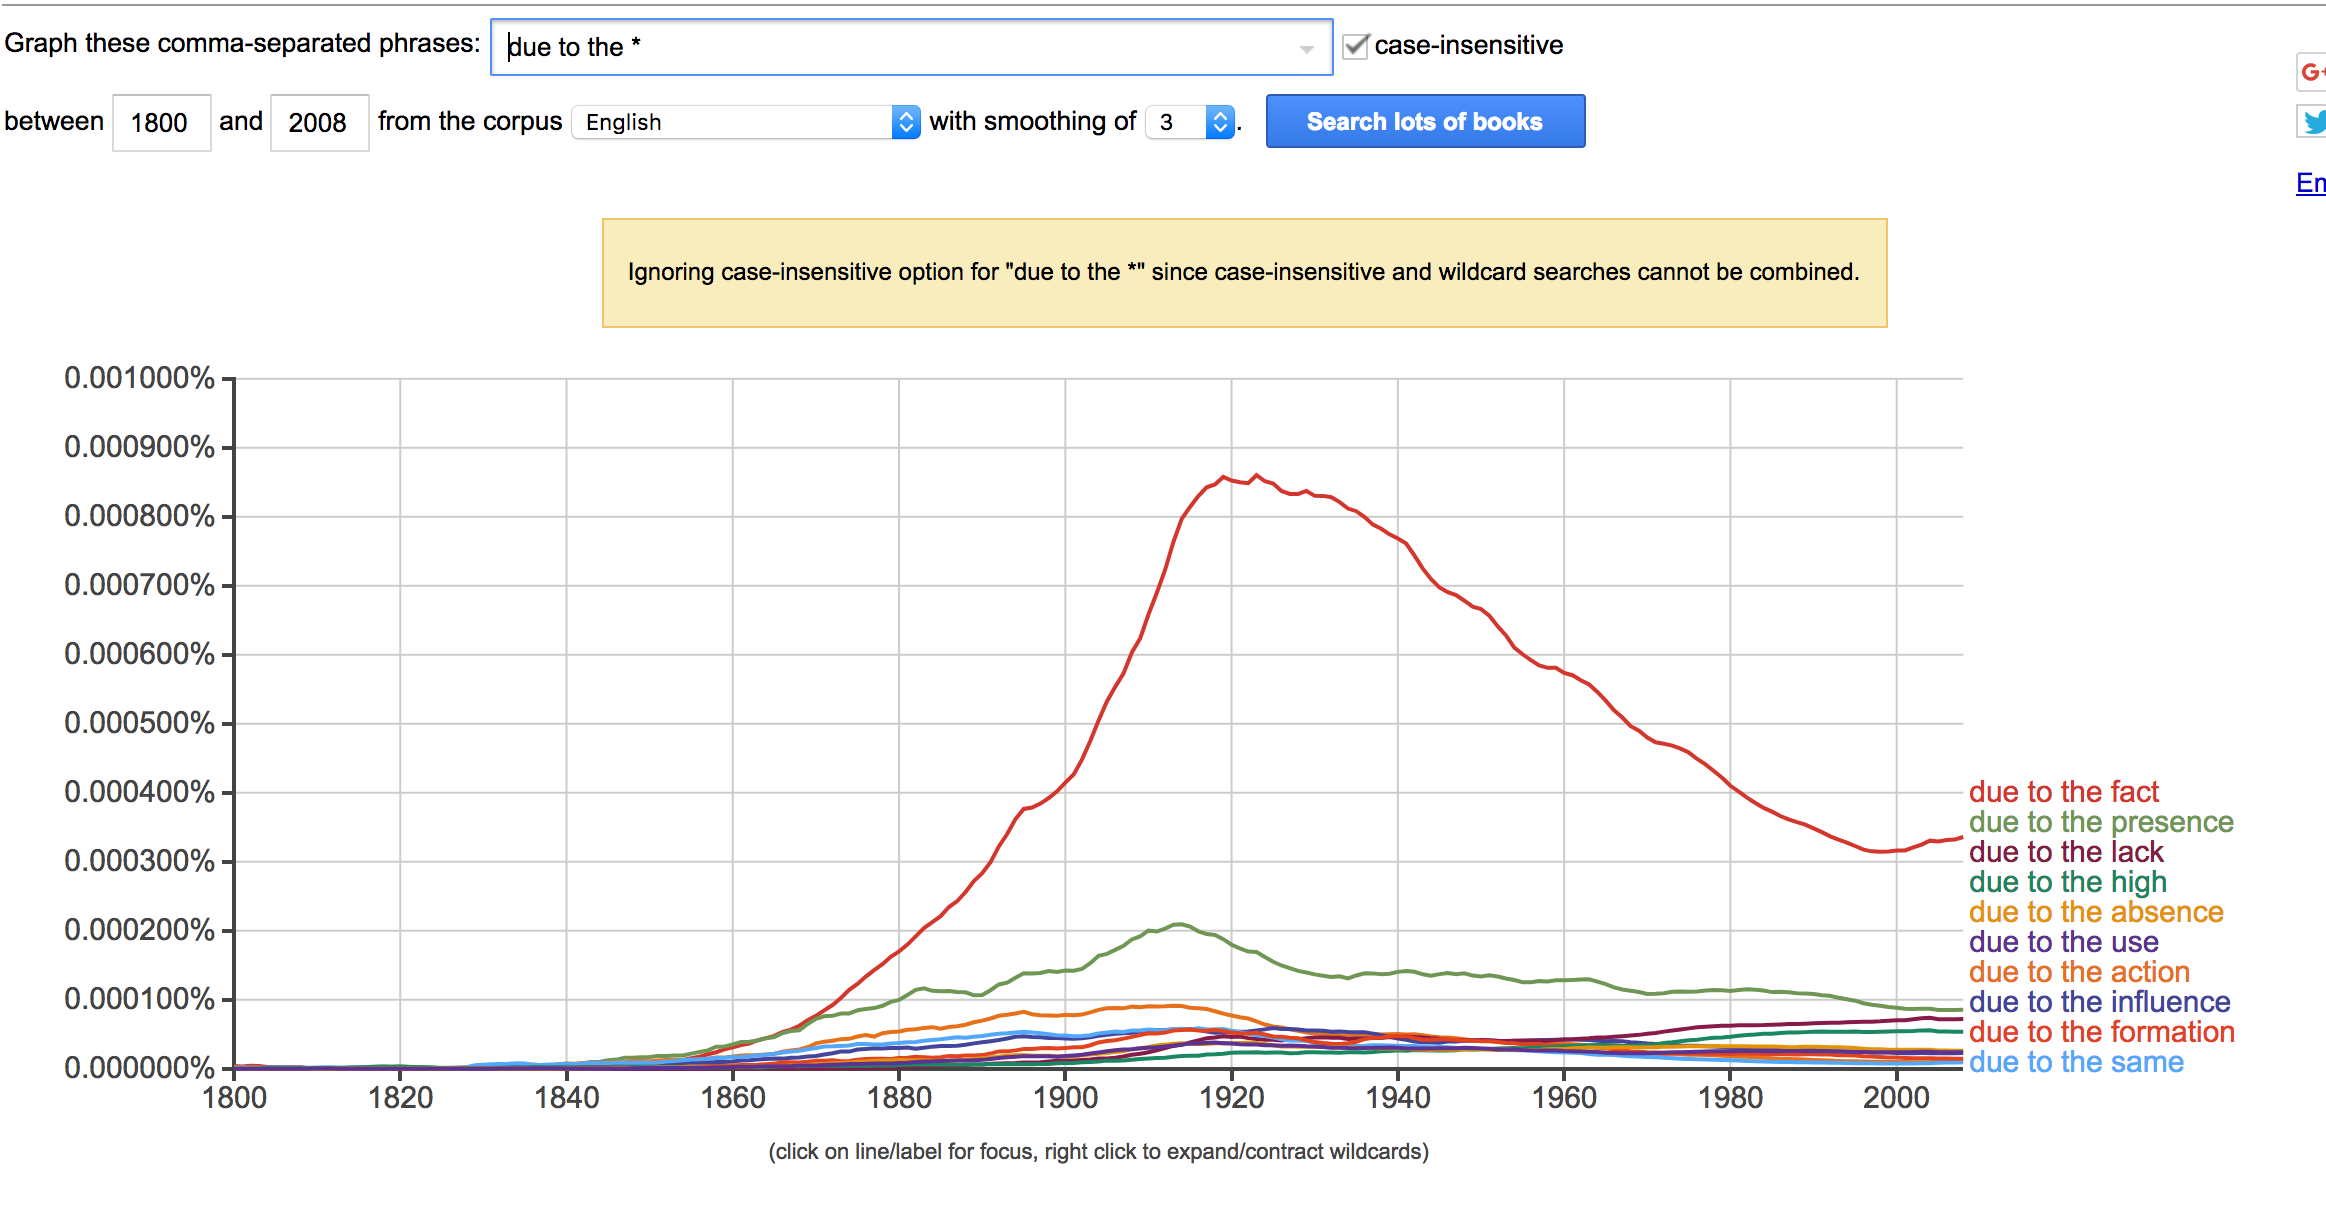 Graph these comma-separated phrases: due to the * case-insensitive
between 1800 and 2008 from the corpus English with smoothing of 3 . Search lots of books
G+
En
Ignoring case-insensitive option for "due to the *" since case-insensitive and wildcard searches cannot be combined.
0.001000%
0.000900%
0.000800%
0.000700%
0.000600%
0.000500%
0.000400%
0.000300%
0.000200%
0.000100%
0.000000%
due to the fact
due to the presence
due to the lack
due to the high
due to the absence
due to the use
due to the action
due to the influence
due to the formation
due to the same
1800 1820 1840 1860 1880 1900 1920 1940 1960 1980 2000
(click on line/label for focus, right click to expand/contract wildcards)